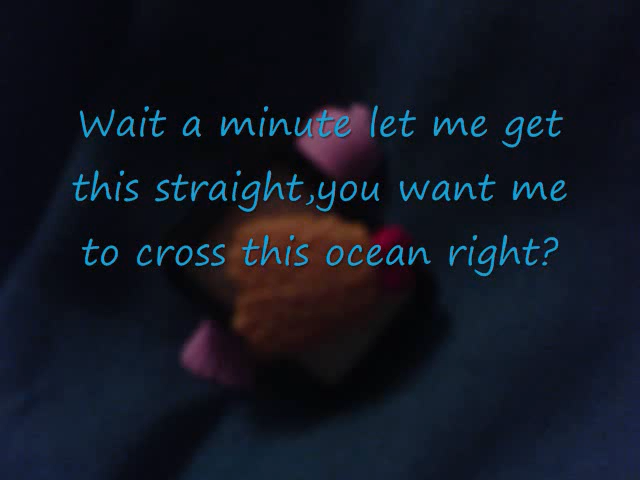 Wait a minute let me get
this straight,you want me
to cross this ocean right?